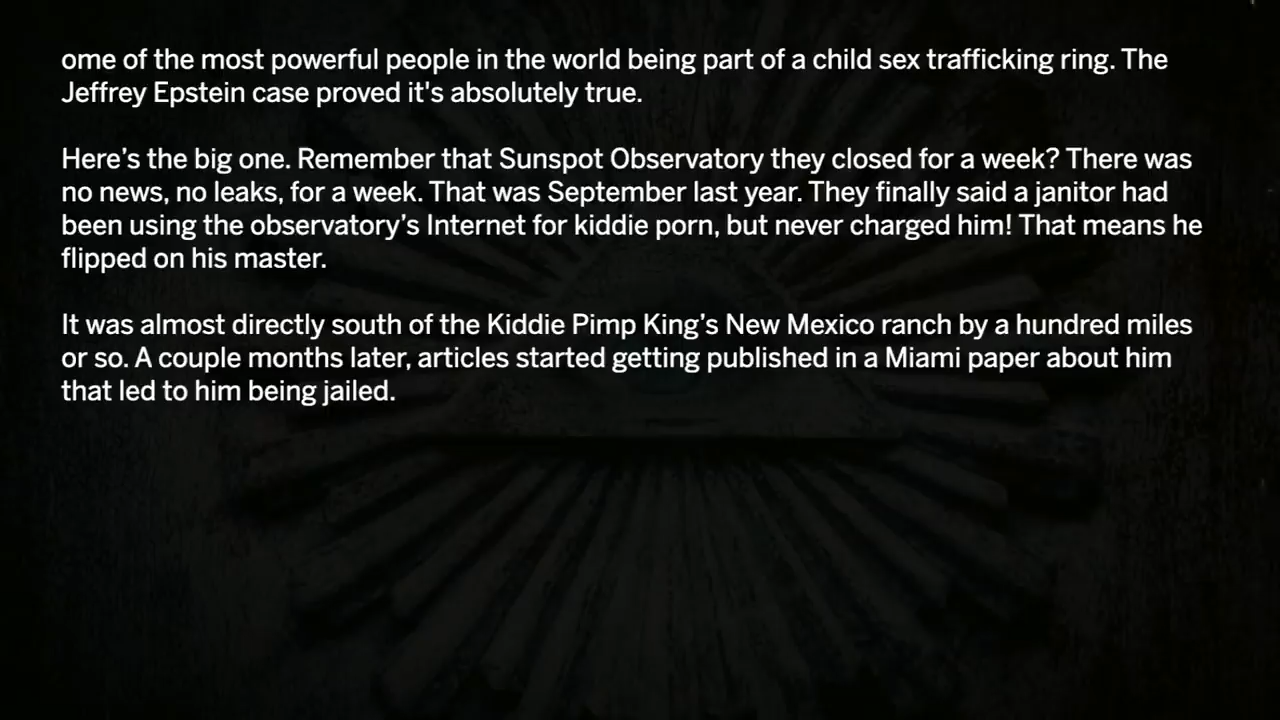 ome of the most powerful people in the world being part of a child sex trafficking ring. The
Jeffrey Epstein case proved it's absolutely true.
Here’s the big one. Remember that Sunspot Observatory they closed for a week? There was
no news, no leaks, for a week. That was September last year. They finally said a janitor had
been using the observatory’s Internet for kiddie porn, but never charged him! That means he
flipped on his master.
It was almost directly south of the Kiddie Pimp King’s New Mexico ranch by a hundred miles
or so. A couple months later, articles started getting published in a Miami paper about him
that led to him being jailed.